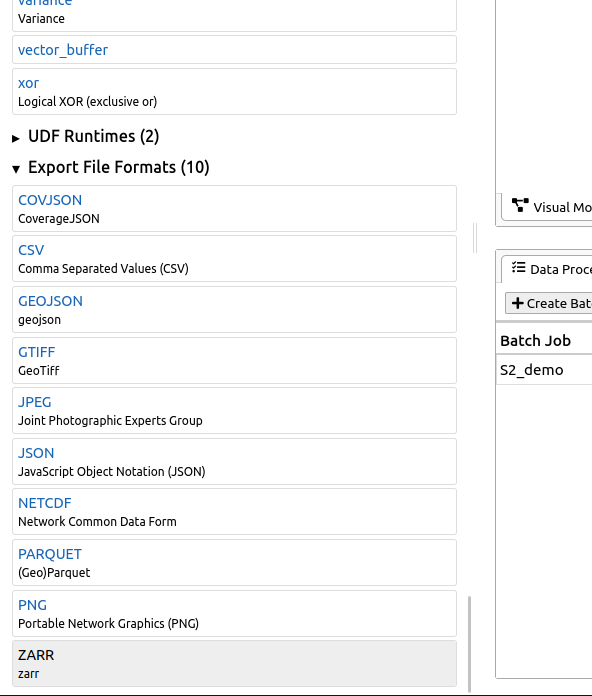 variance
Variance
vector_buffer
xor
Logical XOR (exclusive or)
▸ UDF Runtimes (2)
▾ Export File Formats (10)
COVJSON
CoverageJSON
CSV
Comma Separated Values (CSV)
GEOJSON
geojson
GTIFF
GeoTiff
JPEG
Joint Photographic Experts Group
JSON
JavaScript Object Notation (JSON)
NETCDF
Network Common Data Form
PARQUET
(Geo)Parquet
PNG
Portable Network Graphics (PNG)
ZARR
zarr
Visual Mo
Data Proce
Create Bat
Batch Job
S2_demo